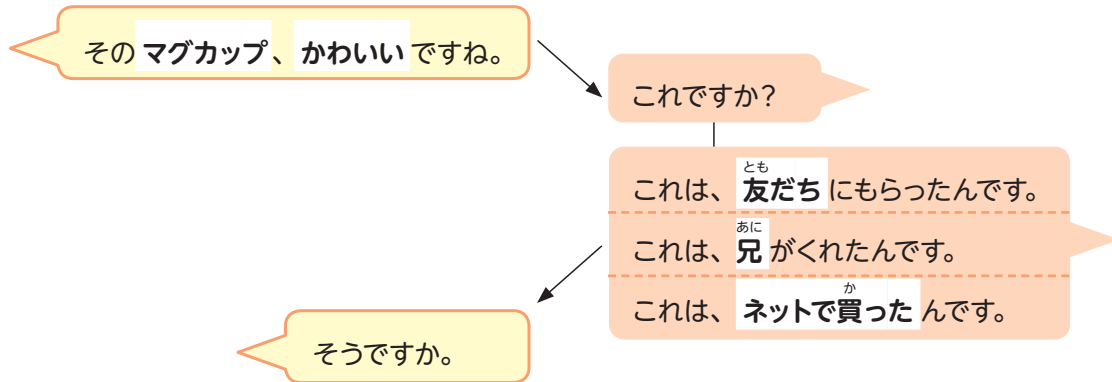 そのマグカップ、かわいいですね。
これですか?
とも
これは、友だちにもらったんです。
あに
これは、兄がくれたんです。
か
これは、ネットで買ったんです。
そうですか。